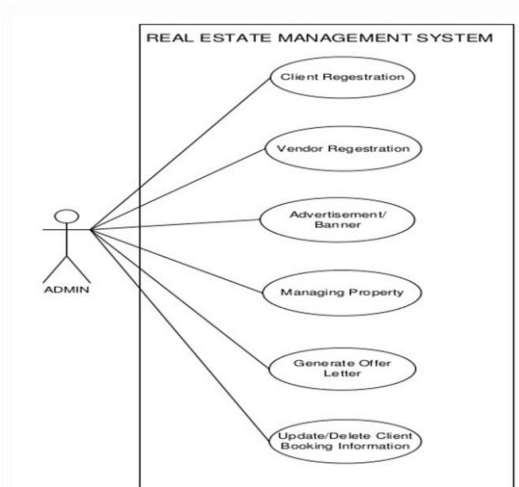 REAL ESTATE MANAGEMENT SYSTEM
Client Regestration
Vendor Regestration
Advertisement/
Banner
ADMIN
Managing Property
Generate Offer
Letter
Update/Delete Client
Booking Information